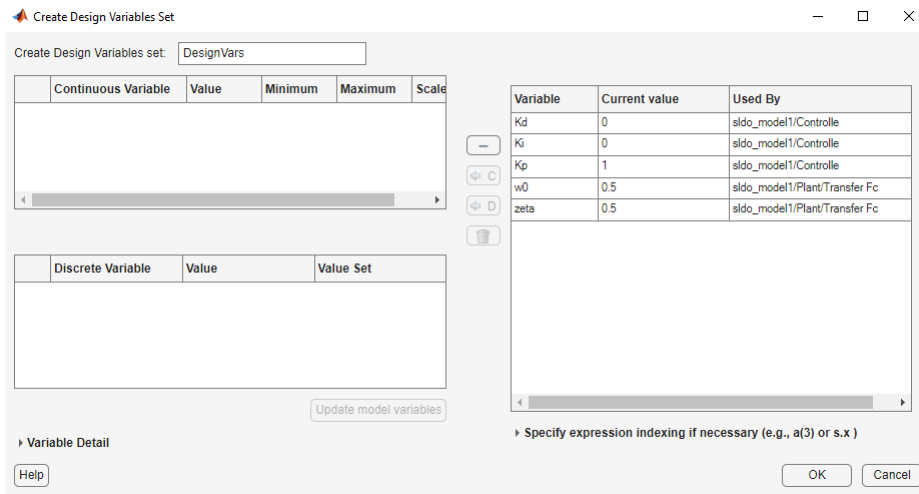 Create Design Variables Set
Create Design Variables set: DesignVars
Continuous Variable Value Minimum Maximum Scale
Variable Current value Used By
Kd 0 sldo_model1/Controlle
Ki 0 sldo_model1/Controlle
Kp 1 sldo_model1/Controlle
w0 0.5 sldo_model1/Plant/Transfer Fc
zeta 0.5 sldo_model1/Plant/Transfer Fc
C
D
Discrete Variable Value Value Set
Update model variables
Specify expression indexing if necessary (e.g., a(3) or s.x )
Variable Detail
Help OK Cancel